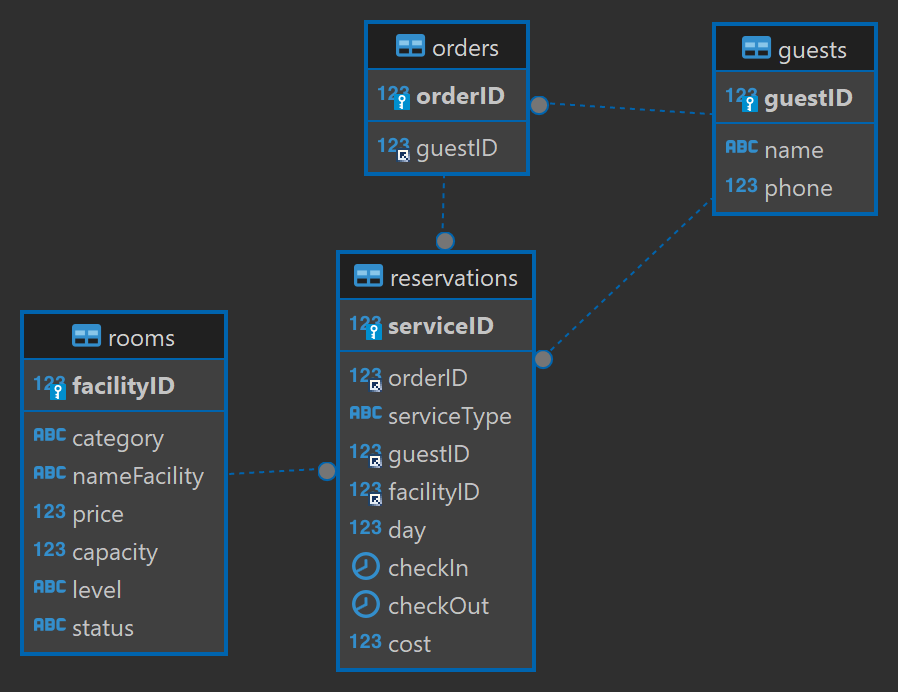 orders
123 orderID
123 guestID
guests
123 guestID
ABC name
123 phone
reservations
123 serviceID
123 orderID
ABC serviceType
123 guestID
123 facilityID
123 day
checkIn
checkOut
123 cost
rooms
123 facilityID
ABC category
ABC nameFacility
123 price
123 capacity
ABC level
ABC status